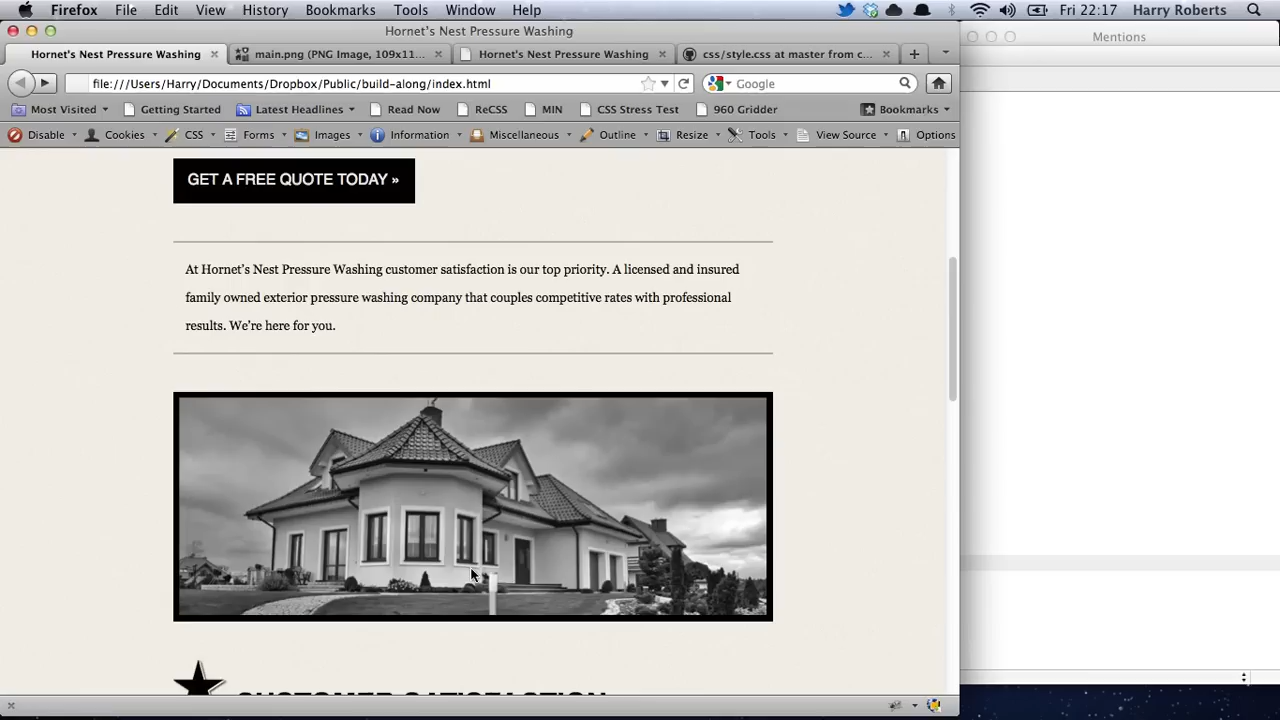 Firefox File Edit View History Bookmarks Tools Window Help Fri 22:17 Harry Roberts
Hornet's Nest Pressure Washing
Mentions
Hornet's Nest Pressure Washing main.png (PNG Image, 109x11... Hornet's Nest Pressure Washing css/style.css at master from c...
file:///Users/Harry/Documents/Dropbox/Public/build-along/index.html Google
Most Visited Getting Started Latest Headlines Read Now ReCSS MIN CSS Stress Test 960 Gridder Bookmarks
Disable Cookies CSS Forms Images Information Miscellaneous Outline Resize Tools View Source Options
GET A FREE QUOTE TODAY »
At Hornet’s Nest Pressure Washing customer satisfaction is our top priority. A licensed and insured
family owned exterior pressure washing company that couples competitive rates with professional
results. We’re here for you.
CUSTOMER SATISFACTION